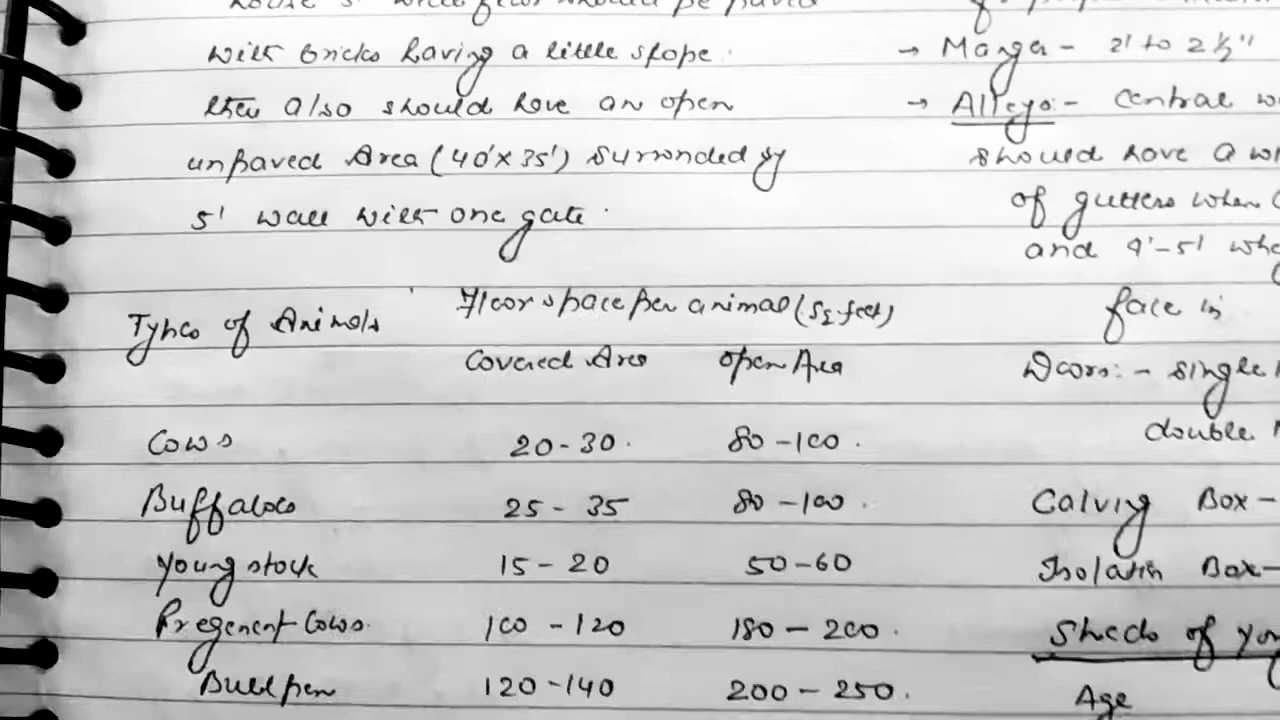 with bricks having a little slope.
then also should have an open
unpaved Area (40'x35') Surronded by
5' wall with one gate.
Types of Animals
Floor space per animal (Sq feet)
Covered Area open Area
Cows 20-30. 80-100.
Buffaloes 25-35 80-100.
Young stock 15-20 50-60
Pregenent Cows. 100-120 180-200.
Bull pen 120-140 200-250.
→ Manger- 2' to 2½"
→ Alleys:- Central
should have a
of gutters when
and 4'-5'
face in
Doors:- single
double
Calving Box-
Isolatin Box-
Sheds of
Age